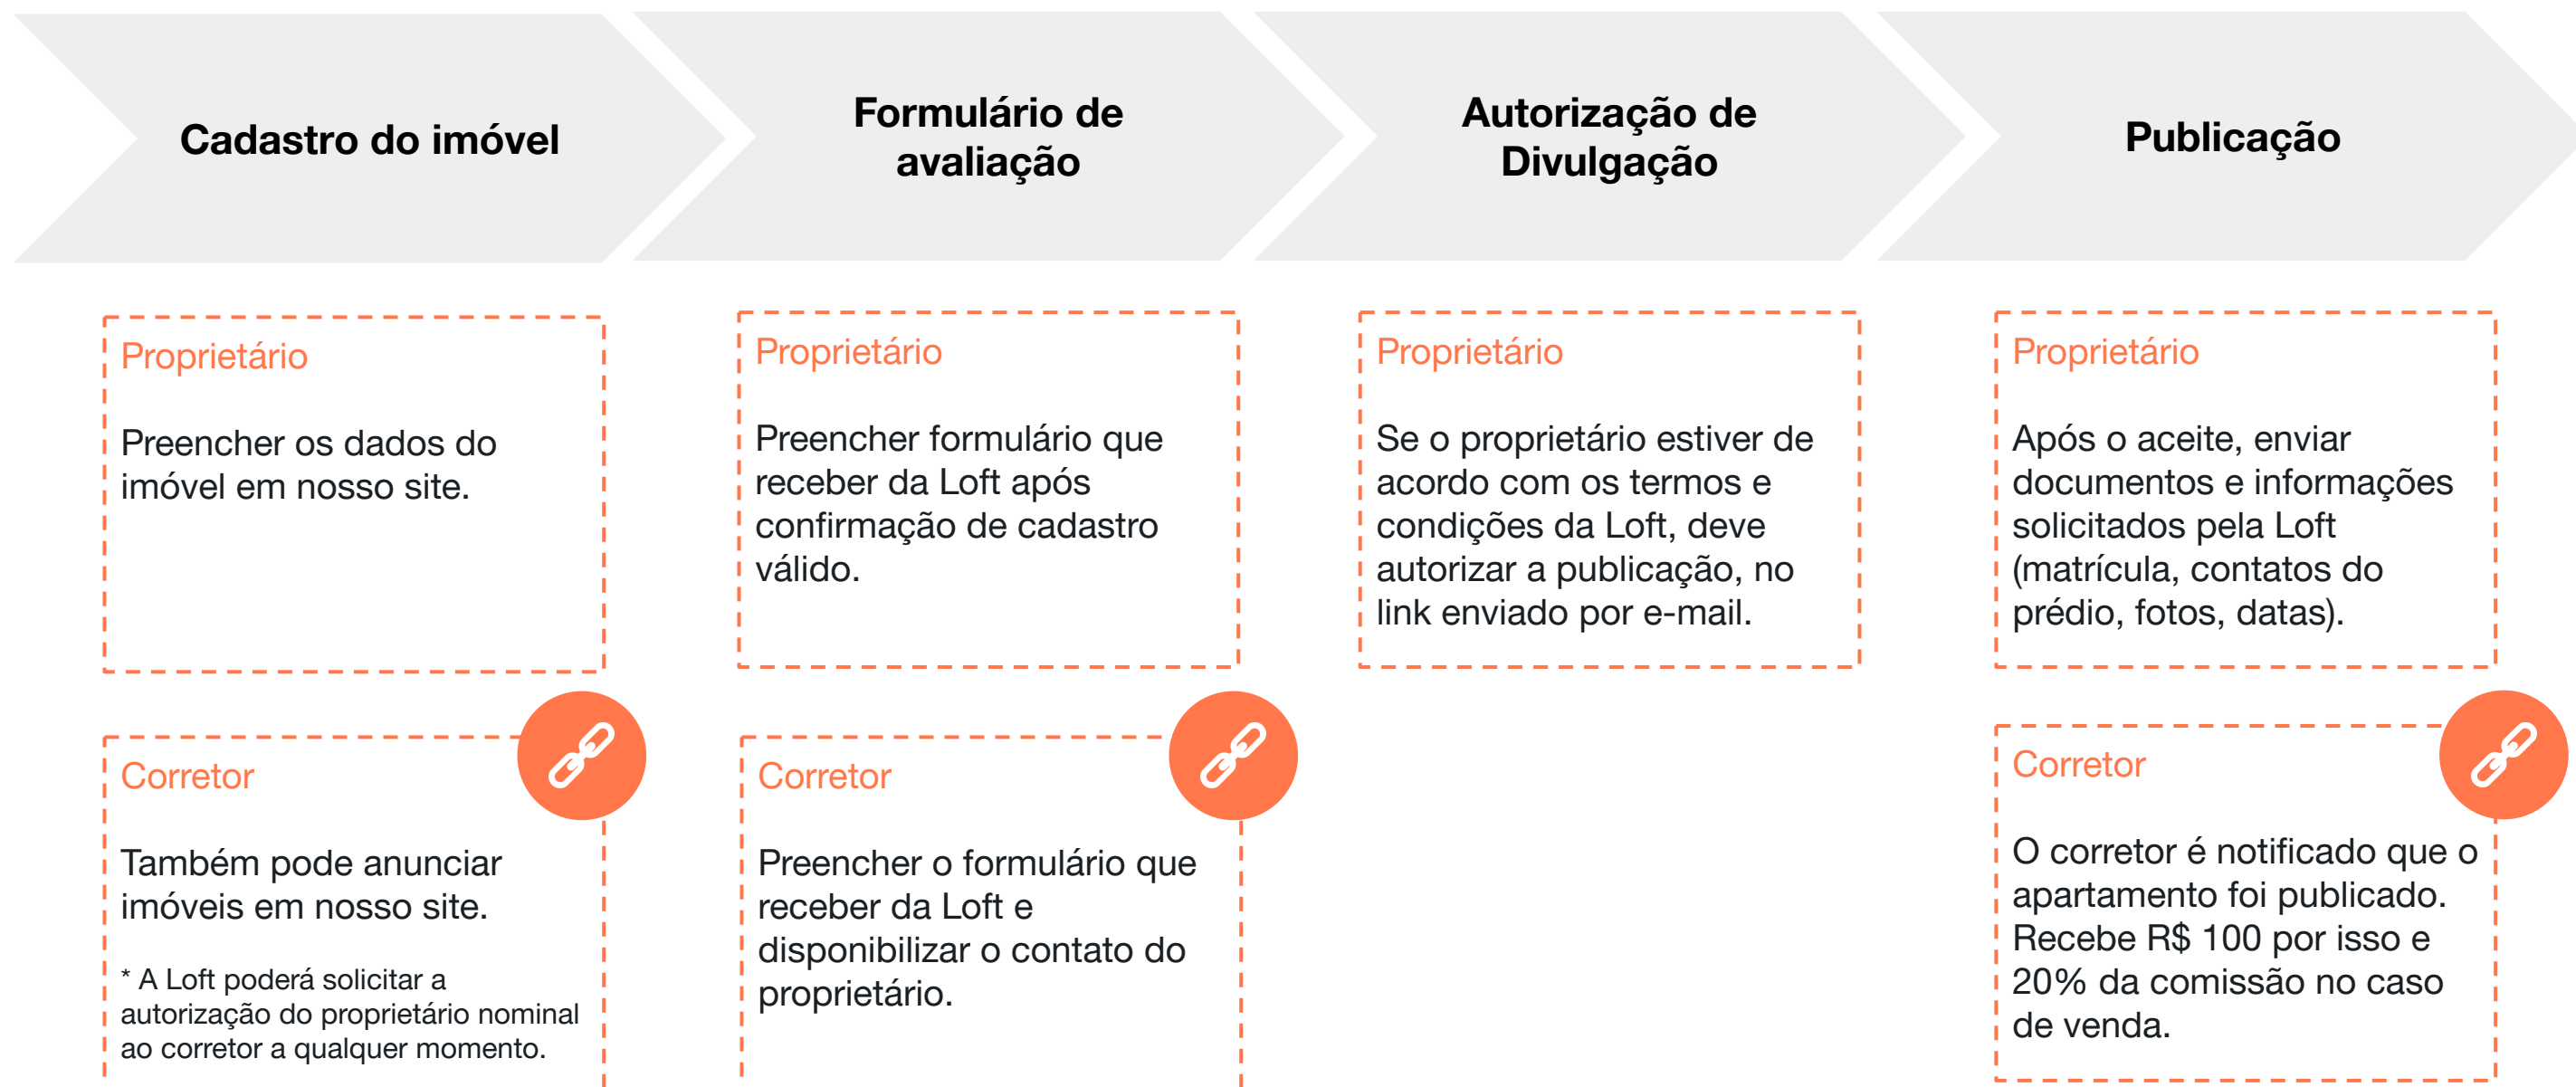 Cadastro do imóvel
Formulário de
avaliação
Autorização de
Divulgação
Publicação
Proprietário
Preencher os dados do
imóvel em nosso site.
Proprietário
Preencher formulário que
receber da Loft após
confirmação de cadastro
válido.
Proprietário
Se o proprietário estiver de
acordo com os termos e
condições da Loft, deve
autorizar a publicação, no
link enviado por e-mail.
Proprietário
Após o aceite, enviar
documentos e informações
solicitados pela Loft
(matrícula, contatos do
prédio, fotos, datas).
Corretor
Também pode anunciar
imóveis em nosso site.
* A Loft poderá solicitar a
autorização do proprietário nominal
ao corretor a qualquer momento.
Corretor
Preencher o formulário que
receber da Loft e
disponibilizar o contato do
proprietário.
Corretor
O corretor é notificado que o
apartamento foi publicado.
Recebe R$ 100 por isso e
20% da comissão no caso
de venda.